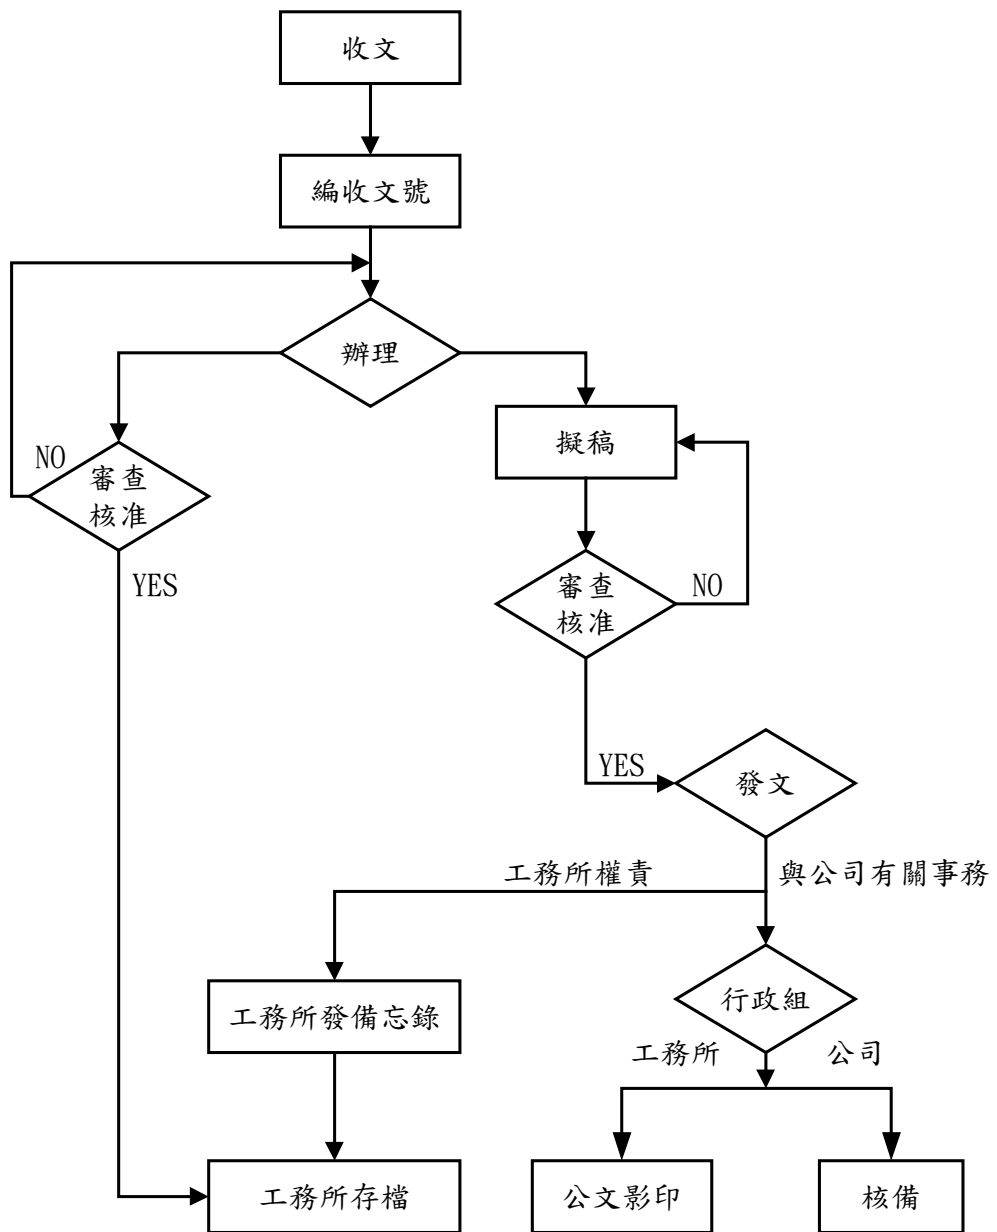 收文
編收文號
辦理
擬稿
NO
審查
核准
YES
審查
核准
NO
YES
發文
工務所權責
與公司有關事務
工務所發備忘錄
行政組
工務所
公司
工務所存檔
公文影印
核備